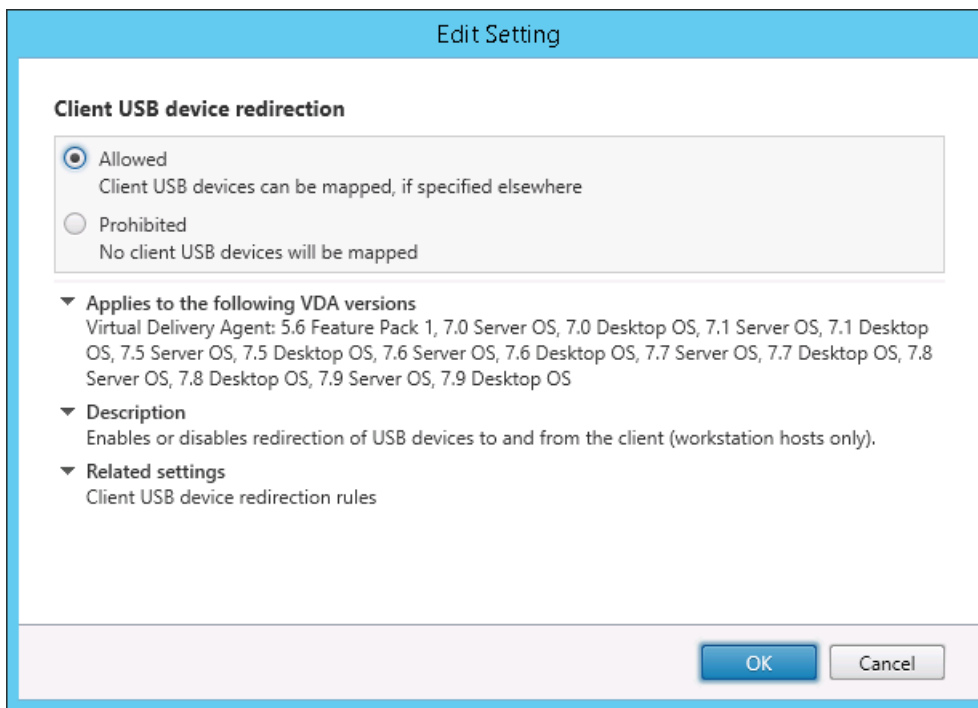 Edit Setting
Client USB device redirection
Allowed
Client USB devices can be mapped, if specified elsewhere
Prohibited
No client USB devices will be mapped
Applies to the following VDA versions
Virtual Delivery Agent: 5.6 Feature Pack 1, 7.0 Server OS, 7.0 Desktop OS, 7.1 Server OS, 7.1 Desktop
OS, 7.5 Server OS, 7.5 Desktop OS, 7.6 Server OS, 7.6 Desktop OS, 7.7 Server OS, 7.7 Desktop OS, 7.8
Server OS, 7.8 Desktop OS, 7.9 Server OS, 7.9 Desktop OS
Description
Enables or disables redirection of USB devices to and from the client (workstation hosts only).
Related settings
Client USB device redirection rules
OK
Cancel